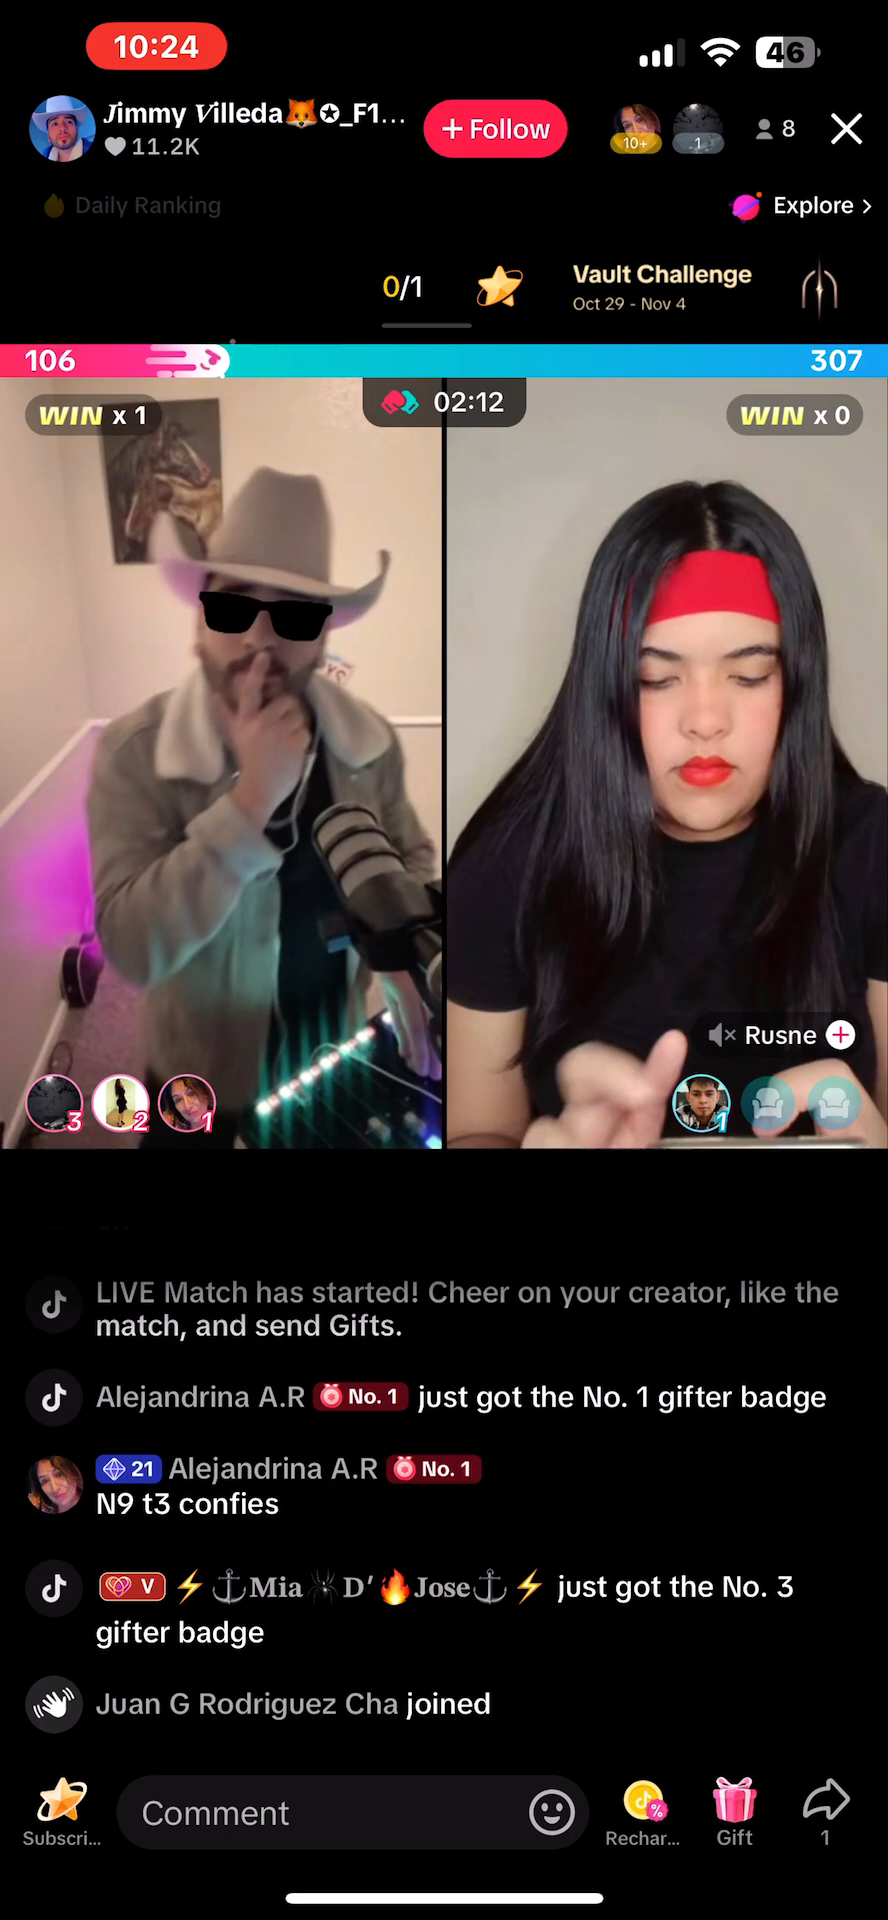 10:24
46
Jimmy Villeda🦊✪_F1...
11.2K
+ Follow
10+
1
8
Daily Ranking
Explore >
0/1
Vault Challenge
Oct 29 - Nov 4
106
307
WIN x 1
02:12
WIN x 0
Rusne
3
2
1
1
LIVE Match has started! Cheer on your creator, like the
match, and send Gifts.
Alejandrina A.R No. 1 just got the No. 1 gifter badge
21 Alejandrina A.R No. 1
N9 t3 confies
V ⚡⚓Mia🕷D'🔥Jose⚓⚡ just got the No. 3
gifter badge
Juan G Rodriguez Cha joined
Comment
Subscri...
Rechar...
Gift
1